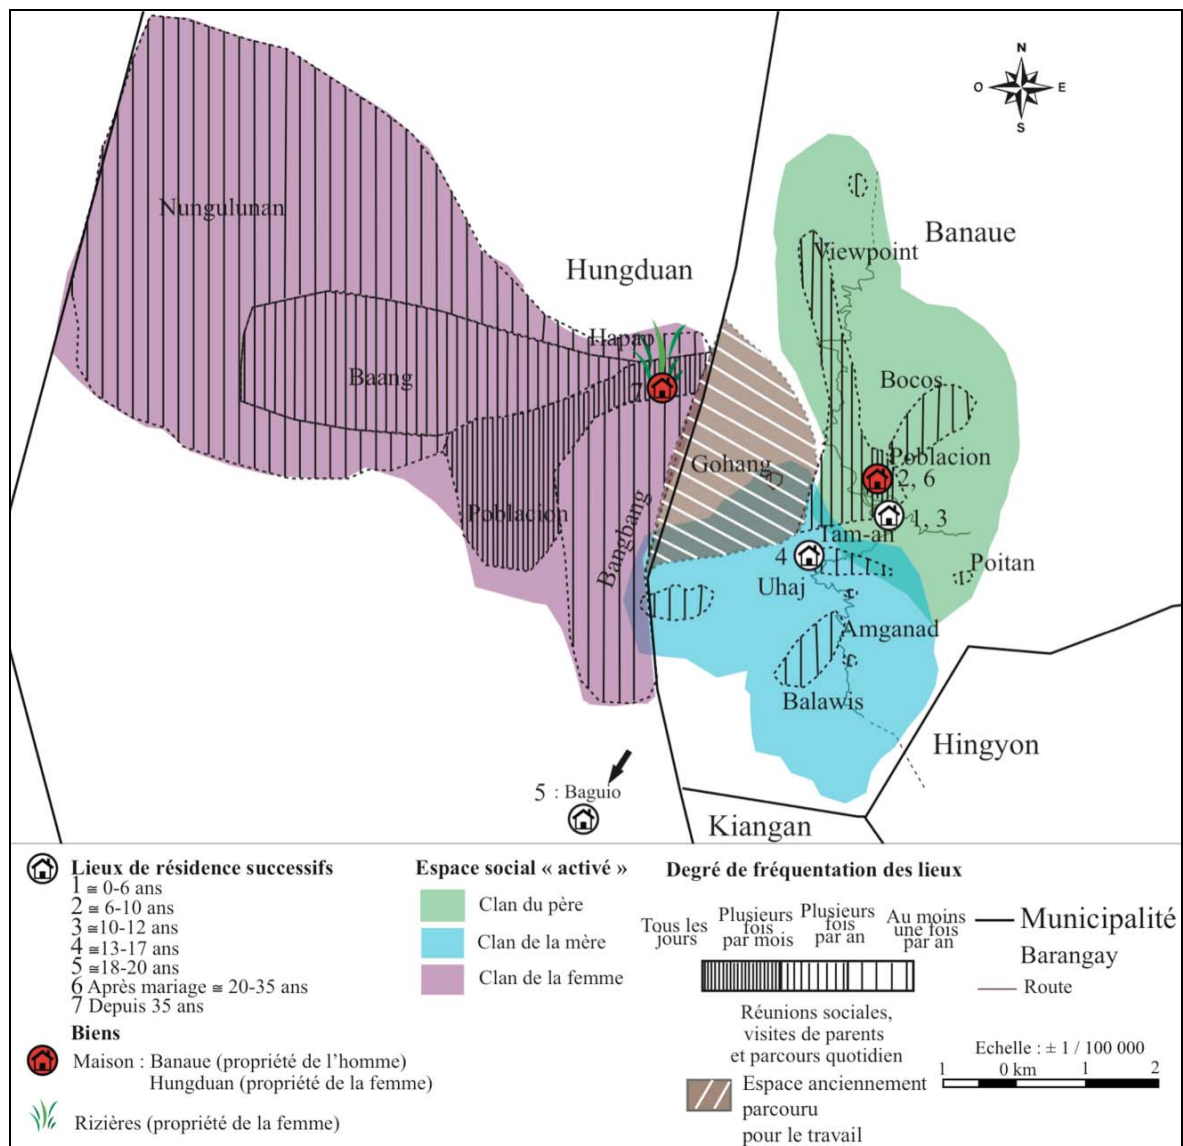 N
O
E
S
Nungulunan
Banaue
Viewpoint
Hungduan
Hapao
Baang
7
Bocos
Gohang
Poblacion
2, 6
Poblacion
1, 3
Bangbang
Tam-an
4
Uhaj
Poitan
Amganad
Balawis
Hingyon
5 : Baguio
Kiangan
Lieux de résidence successifs
1 ≅ 0-6 ans
2 ≅ 6-10 ans
3 ≅10-12 ans
4 ≅13-17 ans
5 ≅18-20 ans
6 Après mariage ≅ 20-35 ans
7 Depuis 35 ans
Biens
Maison : Banaue (propriété de l'homme)
Hungduan (propriété de la femme)
Rizières (propriété de la femme)
Espace social « activé »
Clan du père
Clan de la mère
Clan de la femme
Degré de fréquentation des lieux
Tous les
jours
Plusieurs
fois
par mois
Plusieurs
fois
par an
Au moins
une fois
par an
Réunions sociales,
visites de parents
et parcours quotidien
Espace anciennement
parcouru
pour le travail
Municipalité
Barangay
Route
Echelle : ± 1 / 100 000
1 0 km 1 2